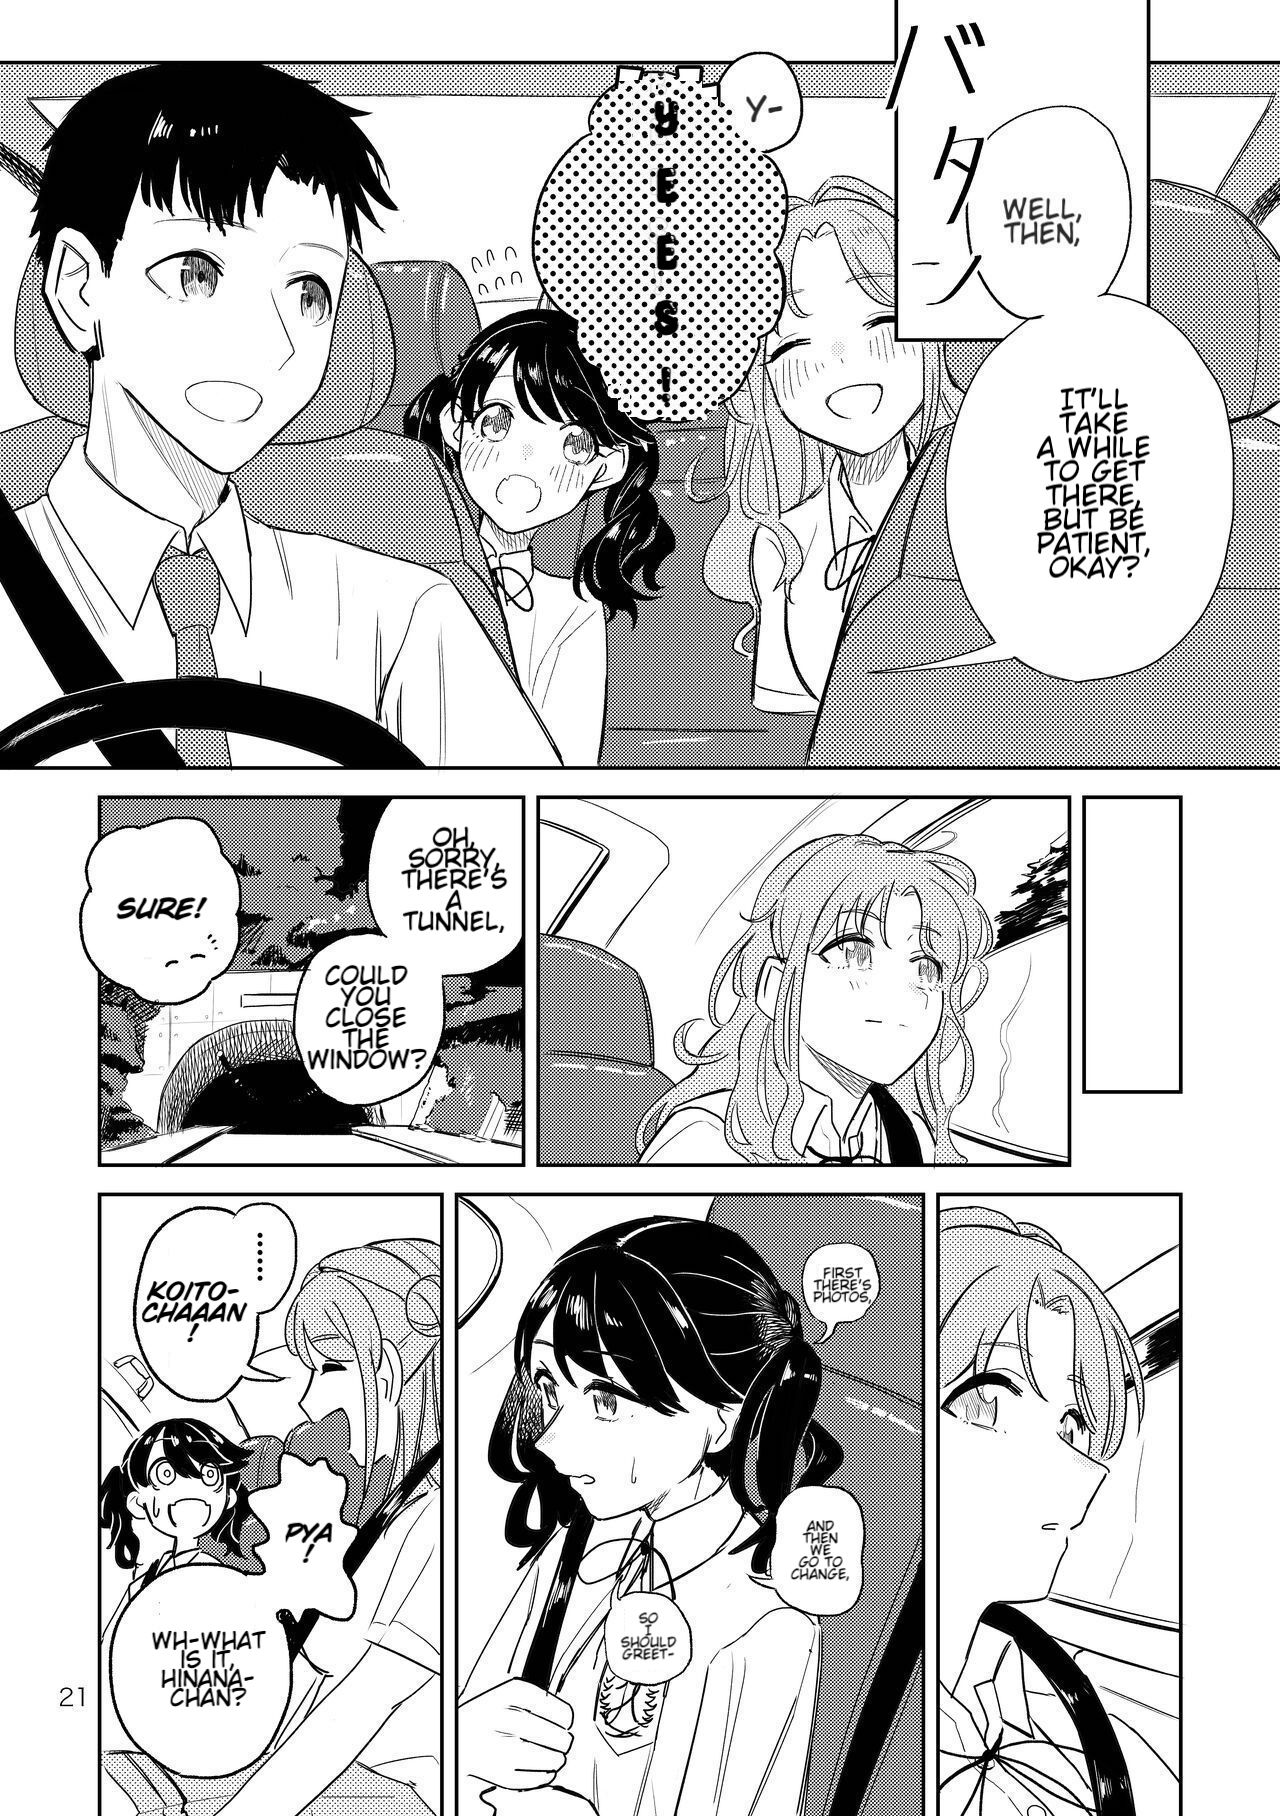 バタン
WELL,
THEN,
IT'LL
TAKE
A WHILE
TO GET
THERE,
BUT BE
PATIENT,
OKAY?
Y-
YEES!
OH,
SORRY,
THERE'S
A
TUNNEL,
COULD
YOU
CLOSE
THE
WINDOW?
SURE!
FIRST
THERE'S
PHOTOS,
AND
THEN
WE
GO TO
CHANGE,
SO
I
SHOULD
GREET-
......
KOITO-
CHAAAN
!
PYA
!
WH-WHAT
IS IT,
HINANA-
CHAN?
21